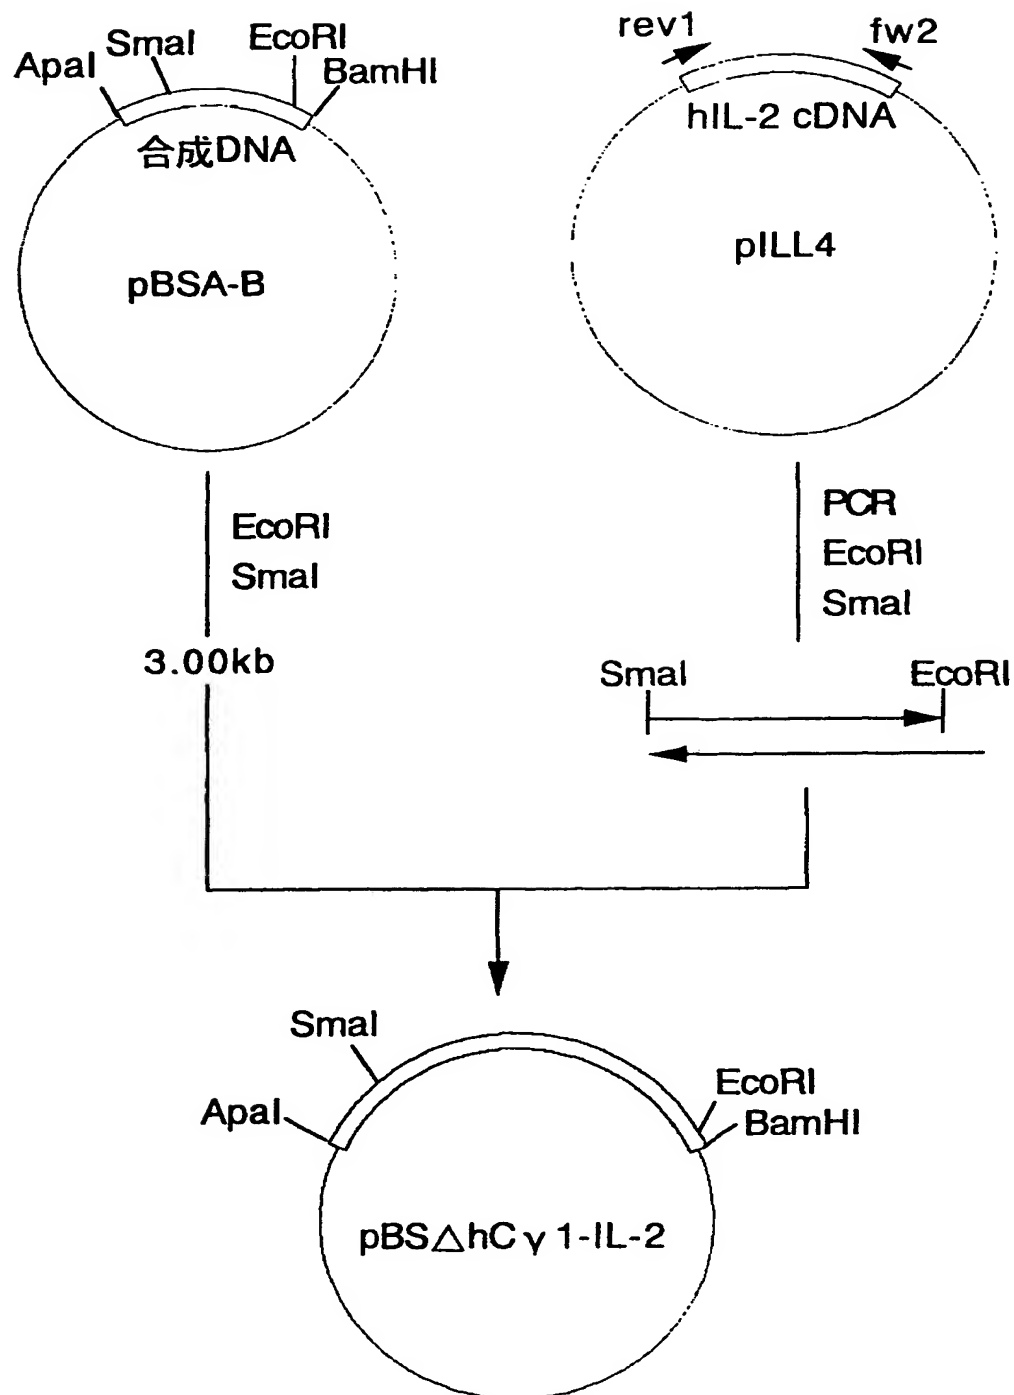 ApaI
SmaI
EcoRI
BamHI
合成DNA
pBSA-B
rev1
fw2
hIL-2 cDNA
pILL4
EcoRI
SmaI
3.00kb
PCR
EcoRI
SmaI
SmaI
EcoRI
SmaI
ApaI
EcoRI
BamHI
pBS△hCγ1-IL-2